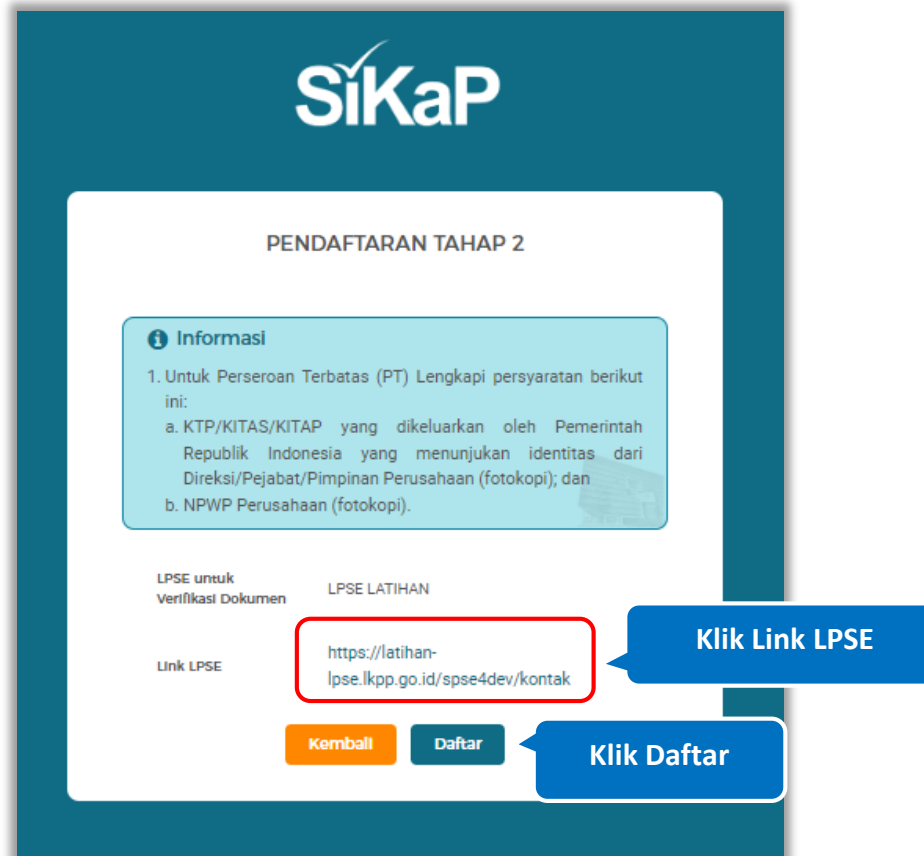 SiKaP
PENDAFTARAN TAHAP 2
Informasi
1. Untuk Perseroan Terbatas (PT) Lengkapi persyaratan berikut
ini:
a. KTP/KITAS/KITAP yang dikeluarkan oleh Pemerintah
Republik Indonesia yang menunjukan identitas dari
Direksi/Pejabat/Pimpinan Perusahaan (fotokopi); dan
b. NPWP Perusahaan (fotokopi).
LPSE untuk
Verifikasi Dokumen
LPSE LATIHAN
Link LPSE
https://latihan-
lpse.lkpp.go.id/spse4dev/kontak
Klik Link LPSE
Kembali
Daftar
Klik Daftar